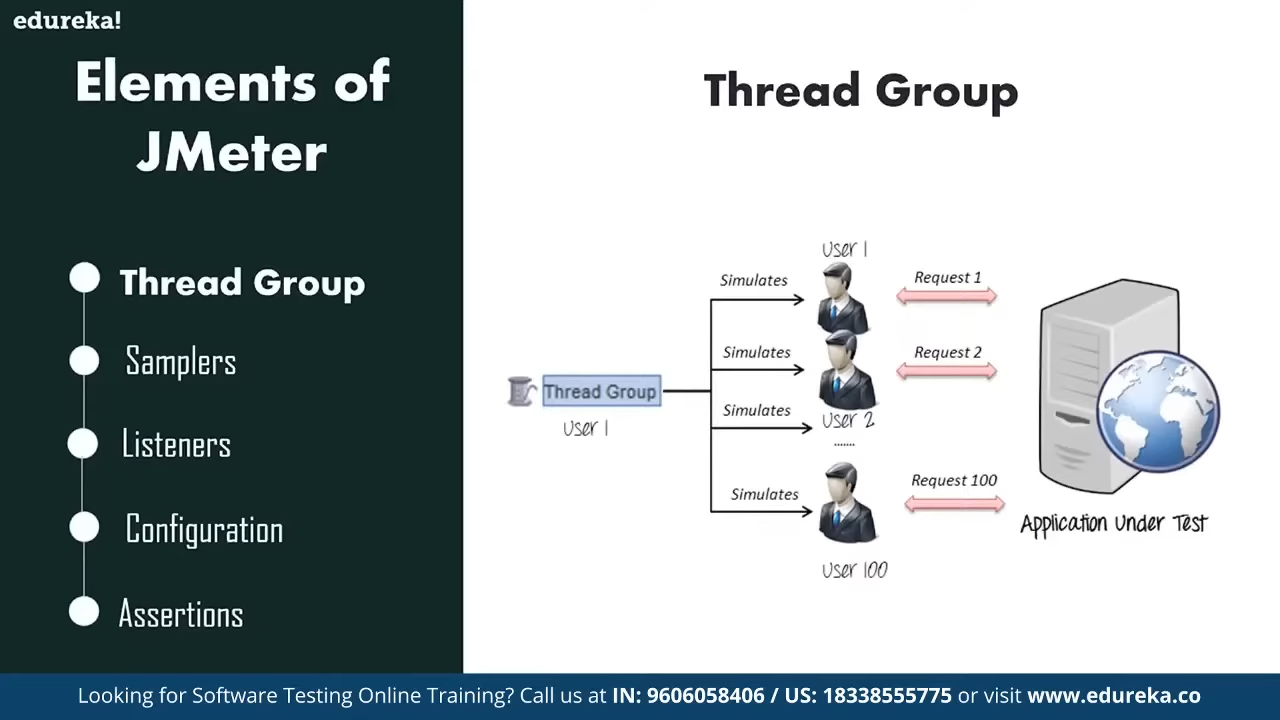 edureka!
Elements of
JMeter
Thread Group
Samplers
Listeners
Configuration
Assertions
Thread Group
User 1
Simulates
Request 1
Simulates
Request 2
Thread Group
User 1
Simulates
User 2
.......
Simulates
Request 100
User 100
Application Under Test
Looking for Software Testing Online Training? Call us at IN: 9606058406 / US: 18338555775 or visit www.edureka.co